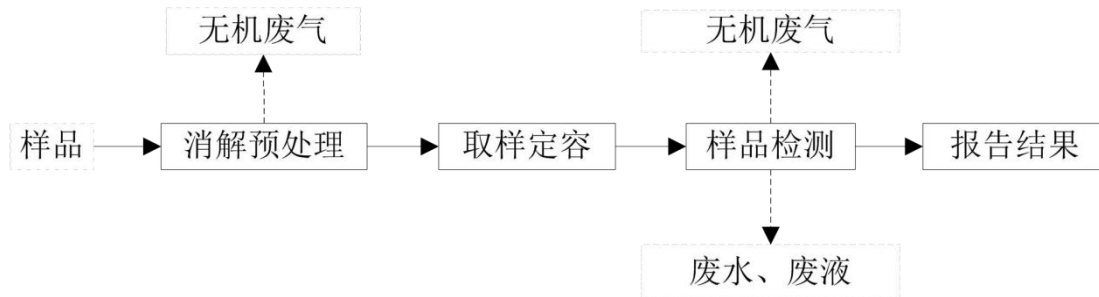 无机废气
无机废气
样品
消解预处理
取样定容
样品检测
报告结果
废水、废液